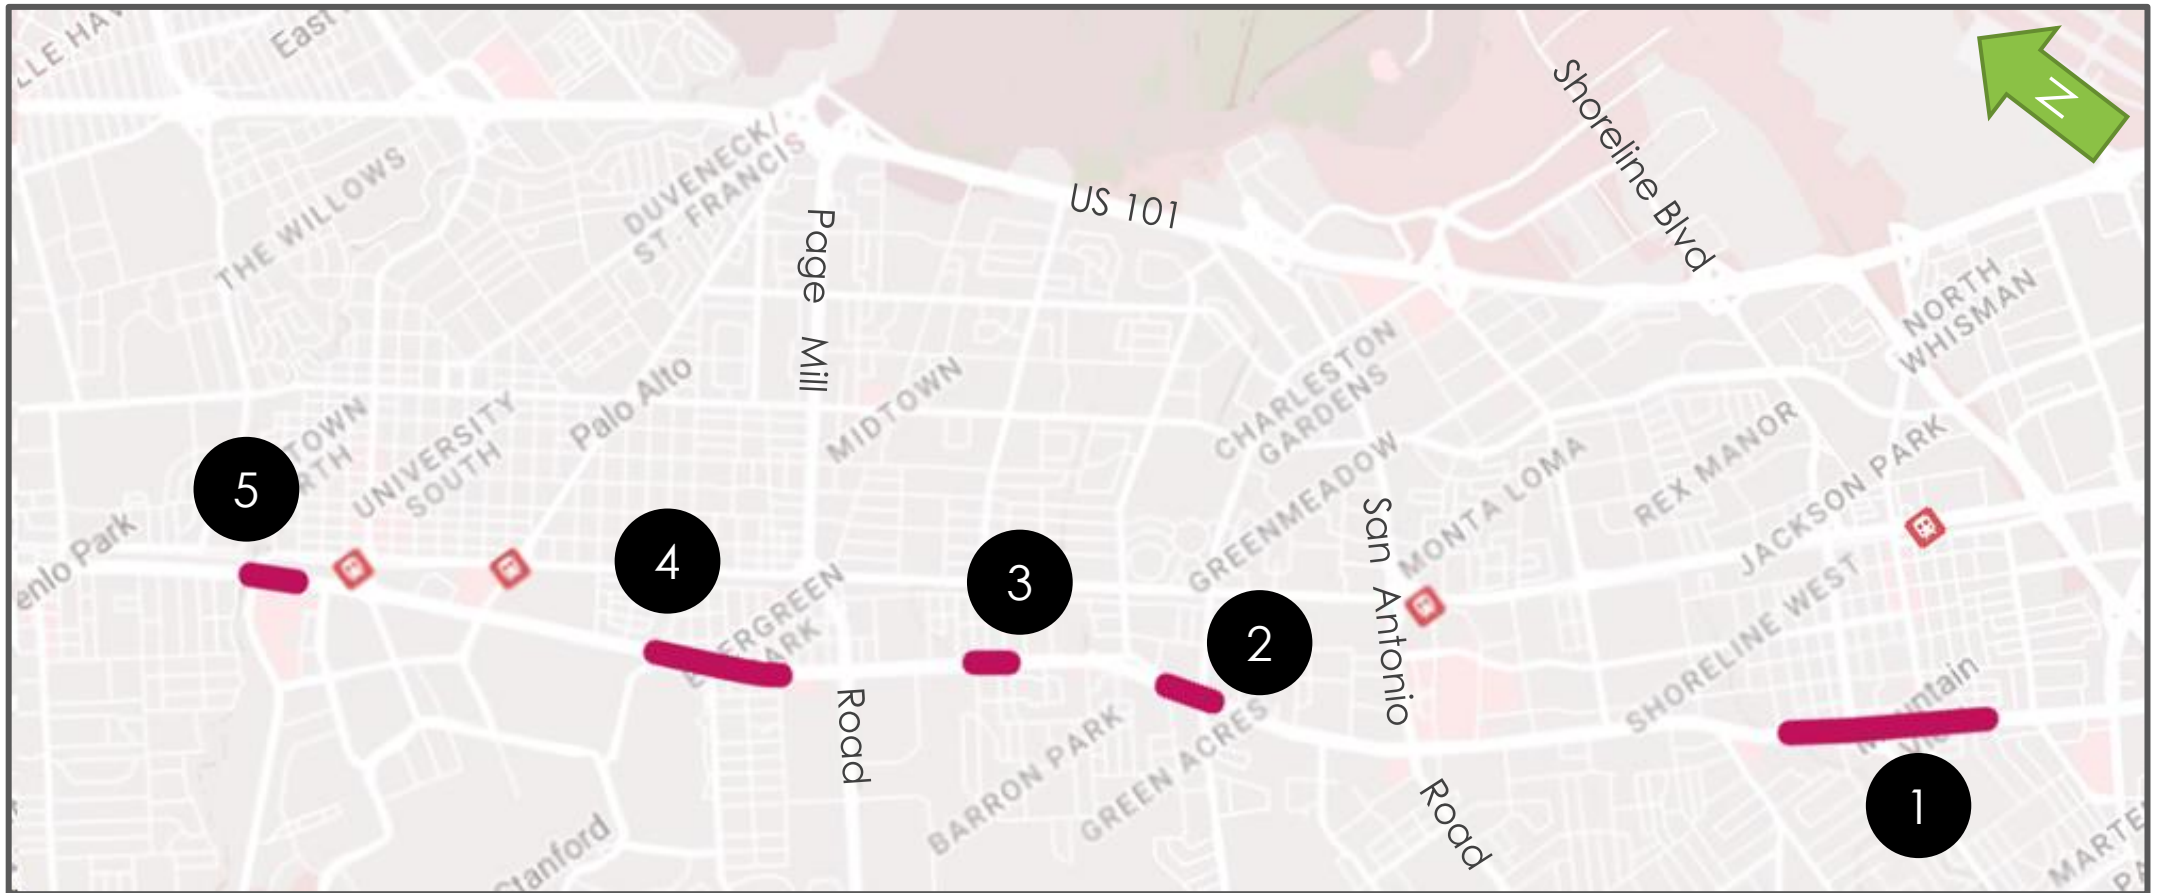 East
N
Shoreline Blvd
DUVENECK/
ST. FRANCIS
THE WILLOWS
US 101
Page Mill
NORTH
WHISMAN
CHARLESTON
GARDENS
Palo Alto
MIDTOWN
UNIVERSITY
SOUTH
REX MANOR
JACKSON PARK
MONTA LOMA
GREENMEADOW
San Antonio
5
4
3
2
SHORELINE WEST
Road
BARRON PARK
GREEN ACRES
1
Road
Stanford